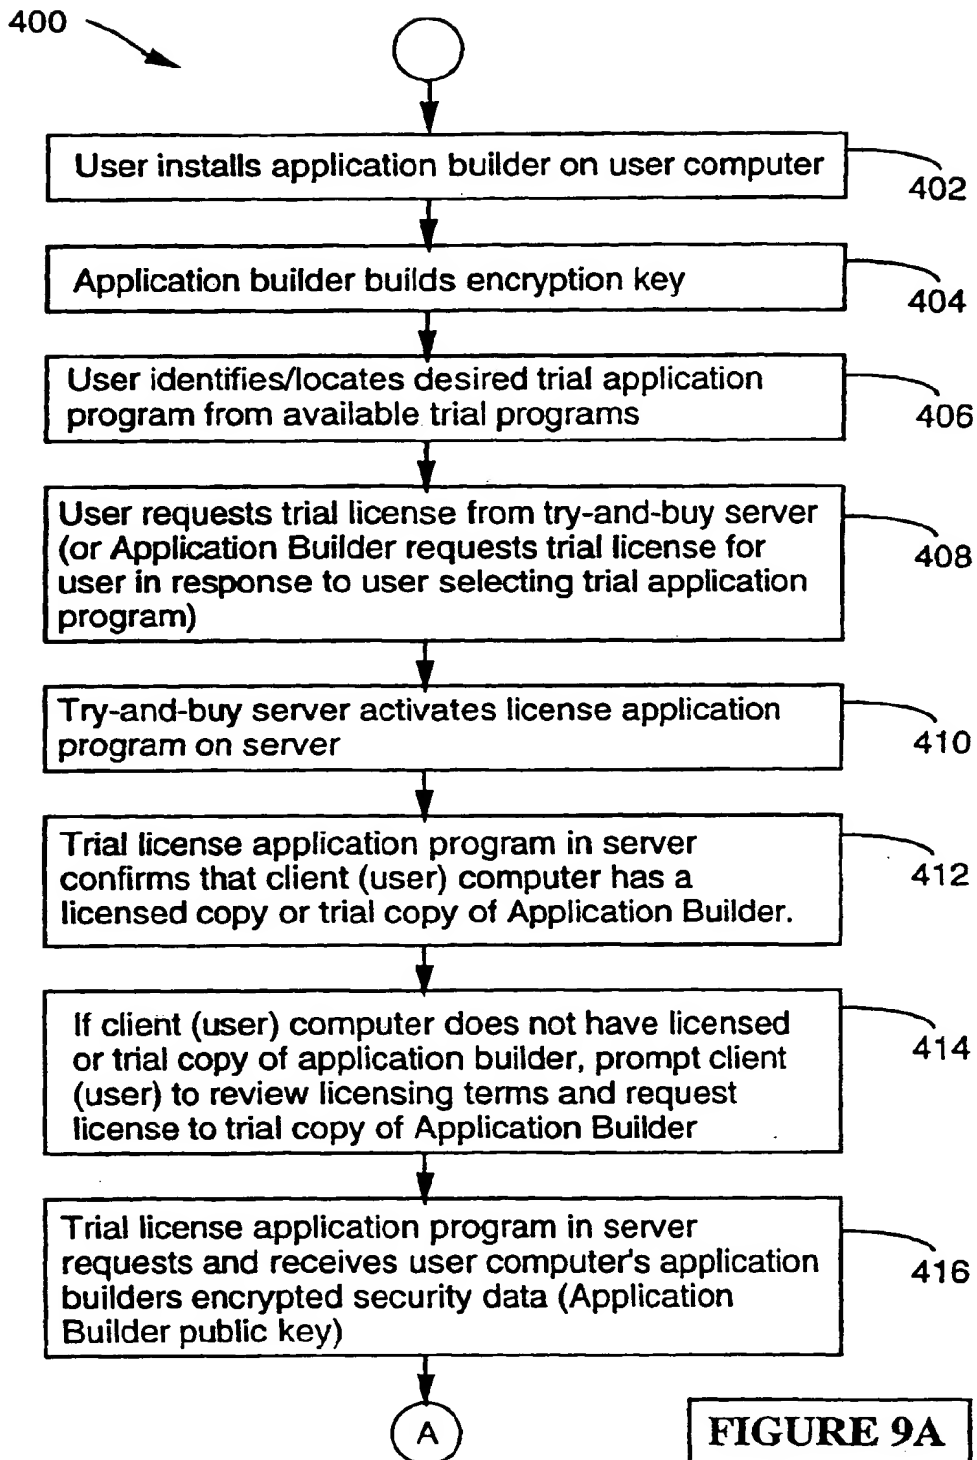 400
User installs application builder on user computer
402
Application builder builds encryption key
404
User identifies/locates desired trial application
program from available trial programs
406
User requests trial license from try-and-buy server
(or Application Builder requests trial license for
user in response to user selecting trial application
program)
408
Try-and-buy server activates license application
program on server
410
Trial license application program in server
confirms that client (user) computer has a
licensed copy or trial copy of Application Builder.
412
If client (user) computer does not have licensed
or trial copy of application builder, prompt client
(user) to review licensing terms and request
license to trial copy of Application Builder
414
Trial license application program in server
requests and receives user computer's application
builders encrypted security data (Application
Builder public key)
416
A
FIGURE 9A